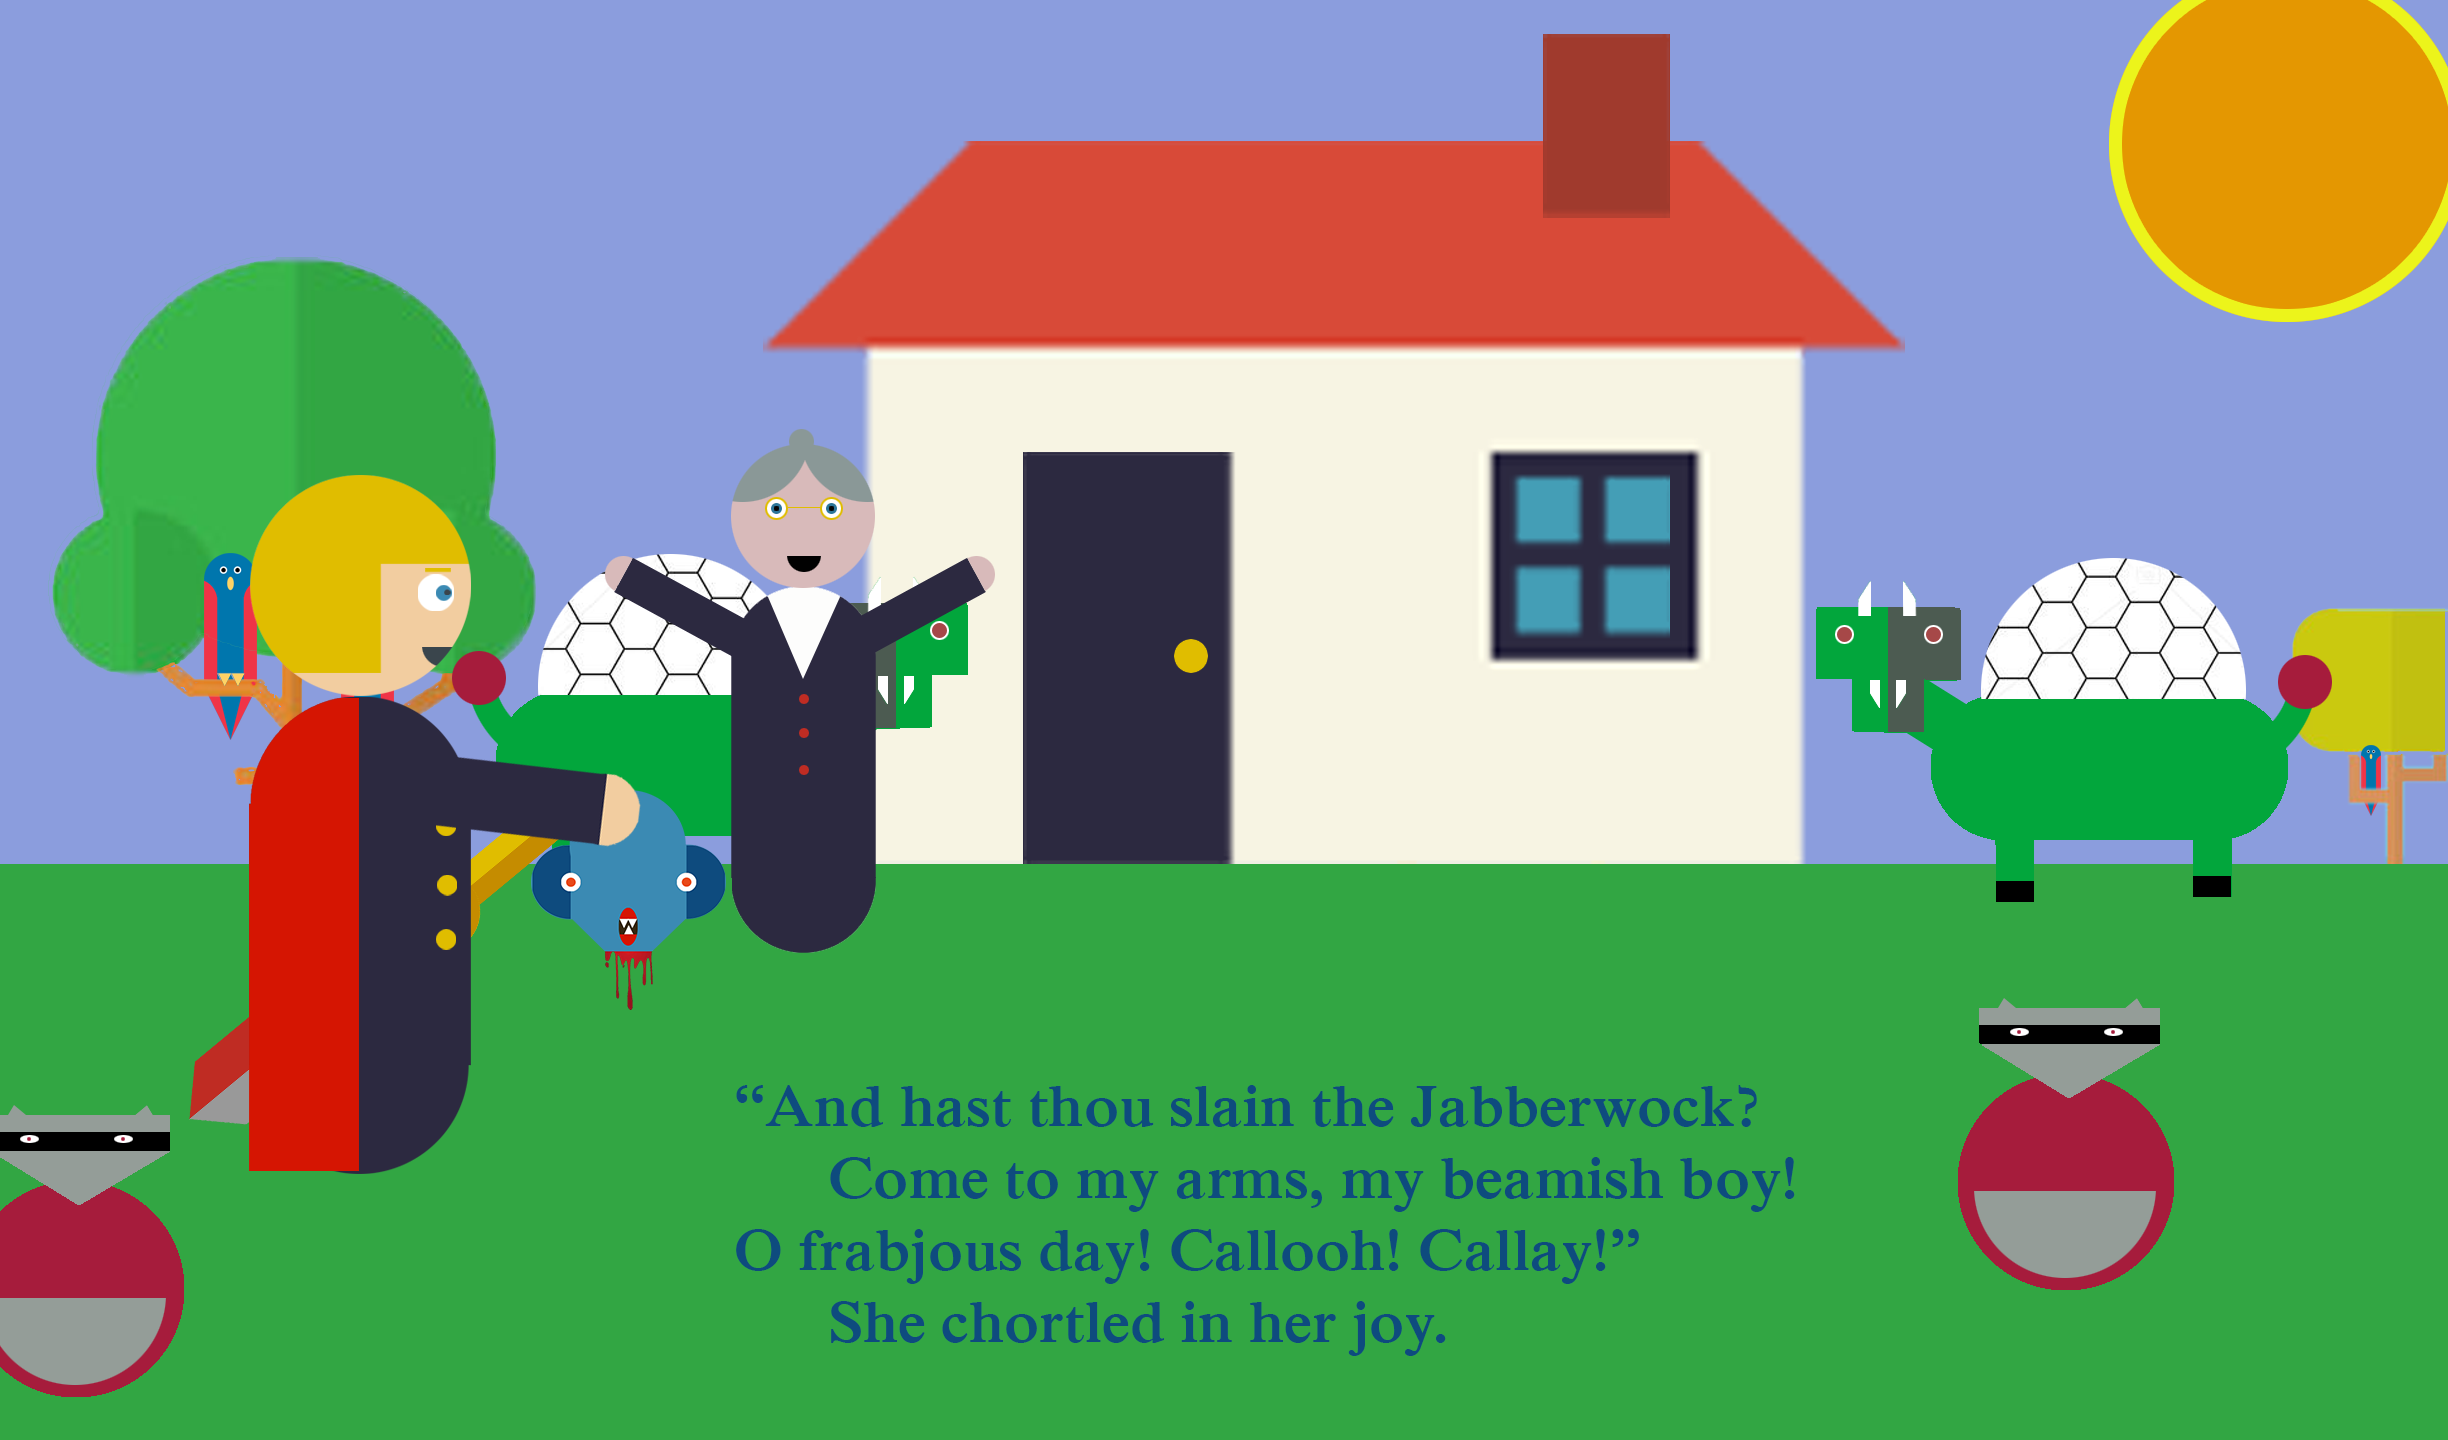 “And hast thou slain the Jabberwock?
Come to my arms, my beamish boy!
O frabjous day! Callooh! Callay!”
She chortled in her joy.